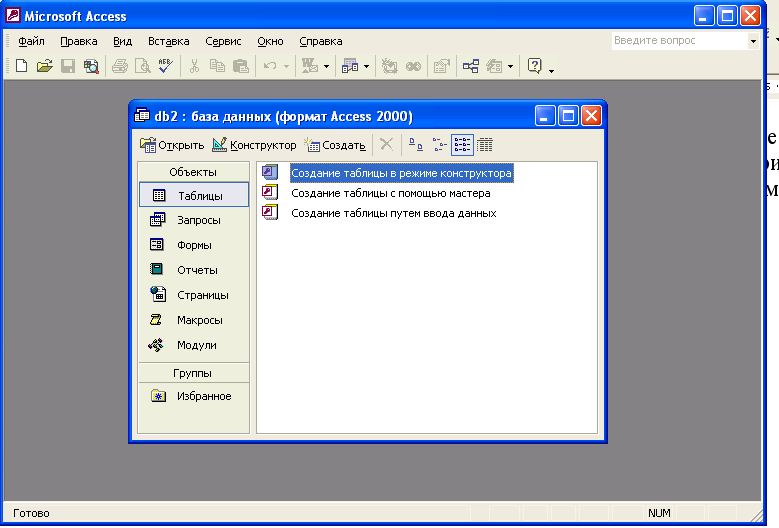 Microsoft Access
Файл Правка Вид Вставка Сервис Окно Справка Введите вопрос
db2 : база данных (формат Access 2000)
Открыть Конструктор Создать
Объекты
Таблицы
Запросы
Формы
Отчеты
Страницы
Макросы
Модули
Группы
Избранное
Создание таблицы в режиме конструктора
Создание таблицы с помощью мастера
Создание таблицы путем ввода данных
Готово NUM